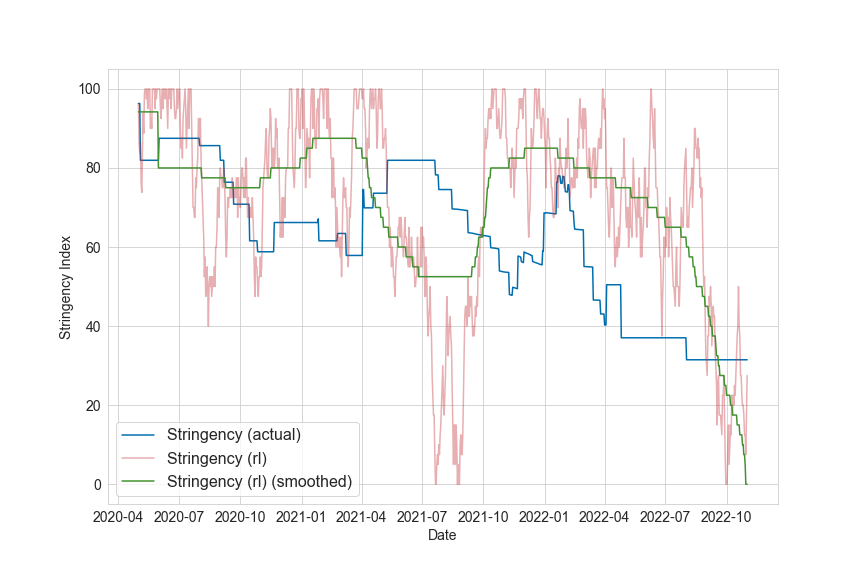 100
80
60
40
20
0
Stringency Index
Stringency (actual)
Stringency (rl)
Stringency (rl) (smoothed)
2020-04 2020-07 2020-10 2021-01 2021-04 2021-07 2021-10 2022-01 2022-04 2022-07 2022-10
Date